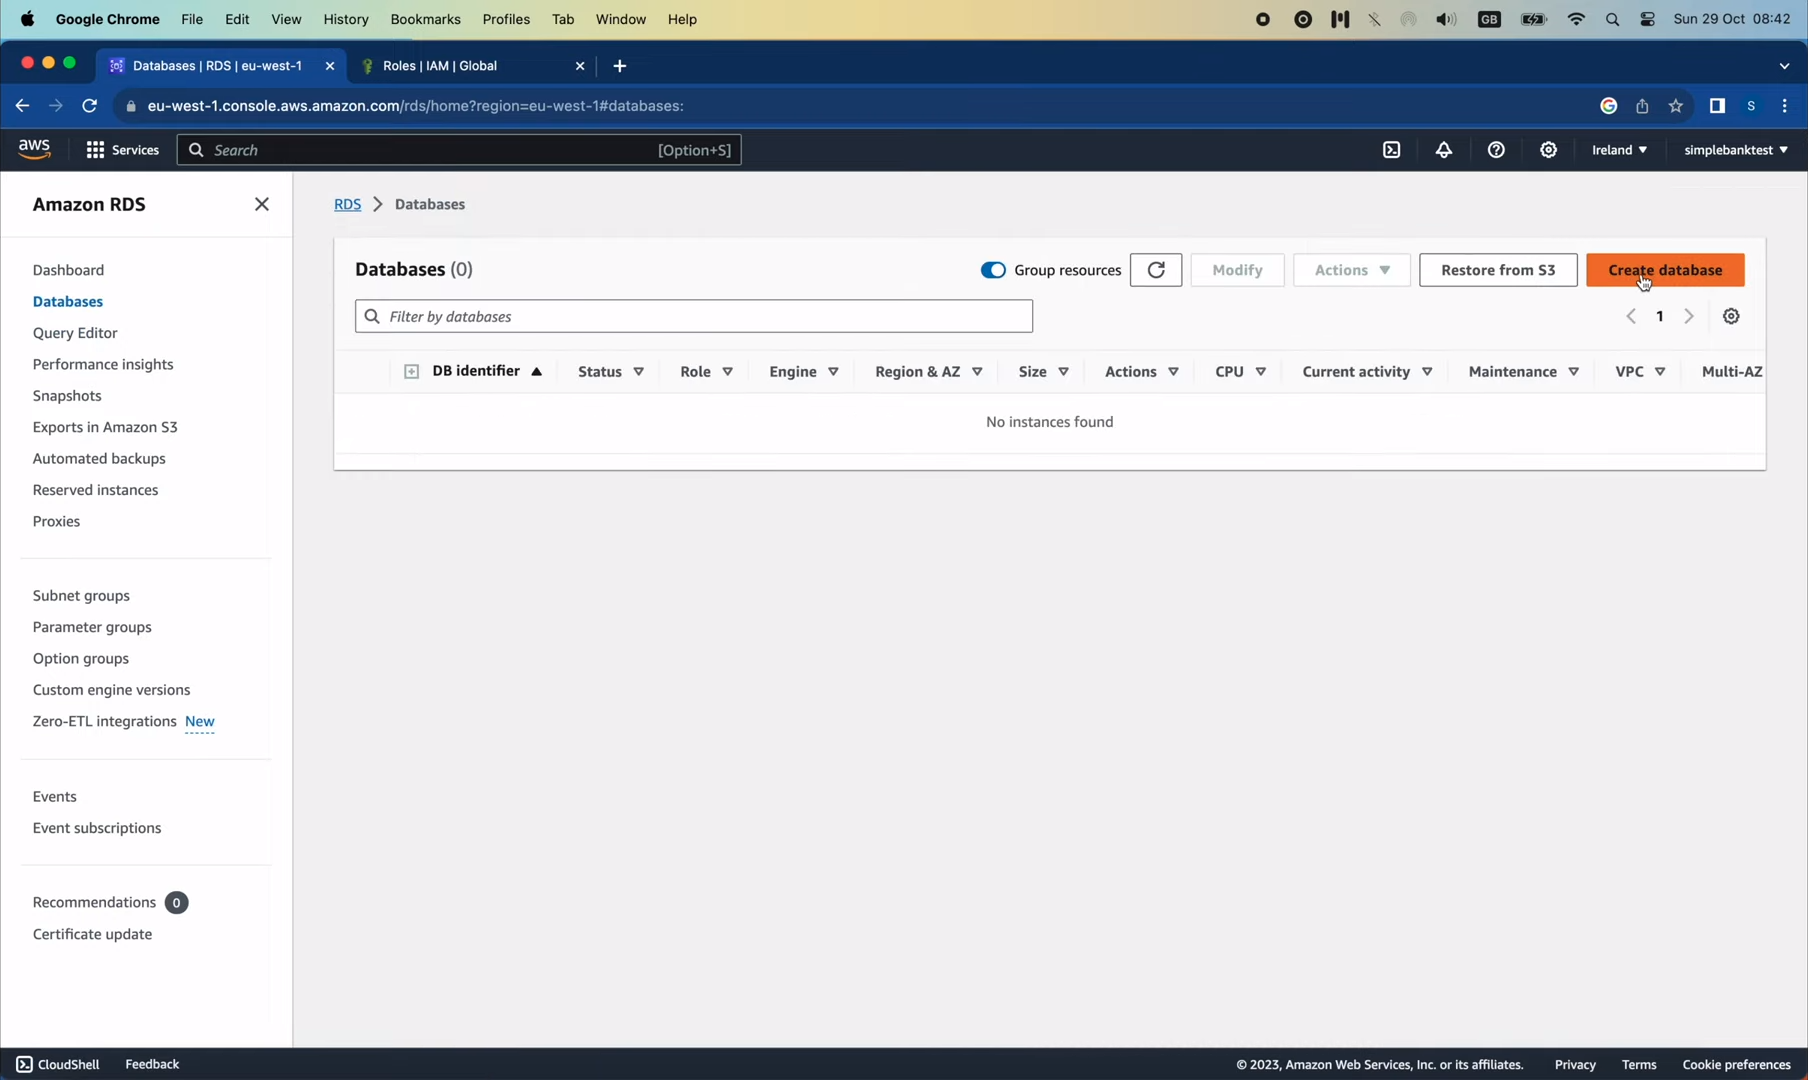 Google Chrome File Edit View History Bookmarks Profiles Tab Window Help GB Sun 29 Oct 08:42
Databases | RDS | eu-west-1 Roles | IAM | Global
eu-west-1.console.aws.amazon.com/rds/home?region=eu-west-1#databases: S
aws Services Search [Option+S] Ireland simplebanktest
Amazon RDS
Dashboard
Databases
Query Editor
Performance insights
Snapshots
Exports in Amazon S3
Automated backups
Reserved instances
Proxies
Subnet groups
Parameter groups
Option groups
Custom engine versions
Zero-ETL integrations New
Events
Event subscriptions
Recommendations 0
Certificate update
RDS > Databases
Databases (0) Group resources Modify Actions Restore from S3 Create database
Filter by databases 1
DB identifier Status Role Engine Region & AZ Size Actions CPU Current activity Maintenance VPC Multi-AZ
No instances found
CloudShell Feedback © 2023, Amazon Web Services, Inc. or its affiliates. Privacy Terms Cookie preferences